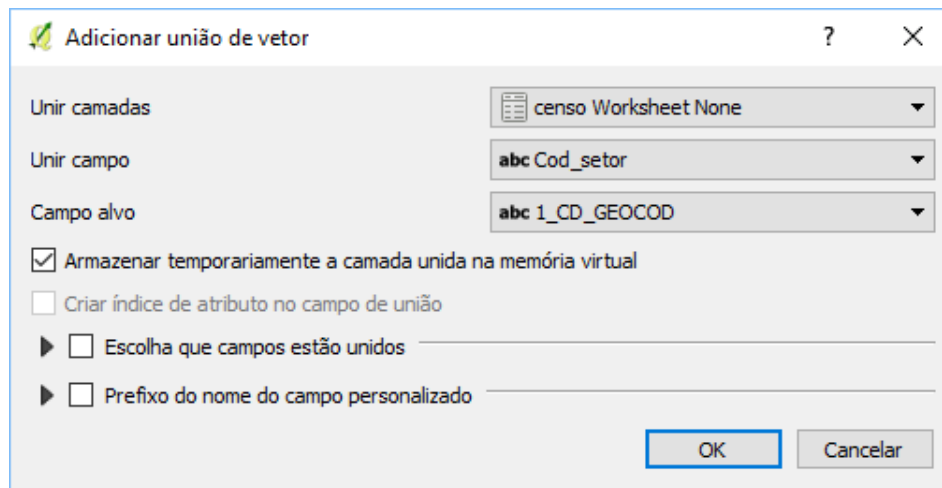 Adicionar união de vetor
Unir camadas censo Worksheet None
Unir campo abc Cod_setor
Campo alvo abc 1_CD_GEOCOD
Armazenar temporariamente a camada unida na memória virtual
Criar índice de atributo no campo de união
Escolha que campos estão unidos
Prefixo do nome do campo personalizado
OK Cancelar